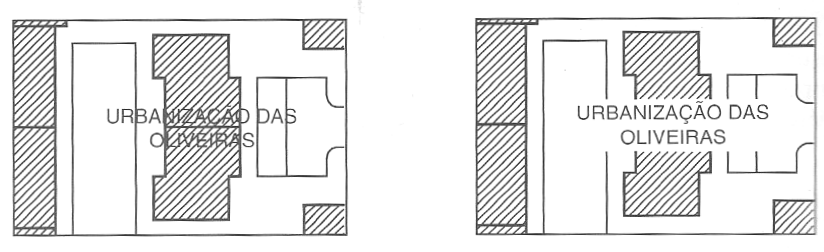 URBANIZAÇÃO DAS
OLIVEIRAS
URBANIZAÇÃO DAS
OLIVEIRAS